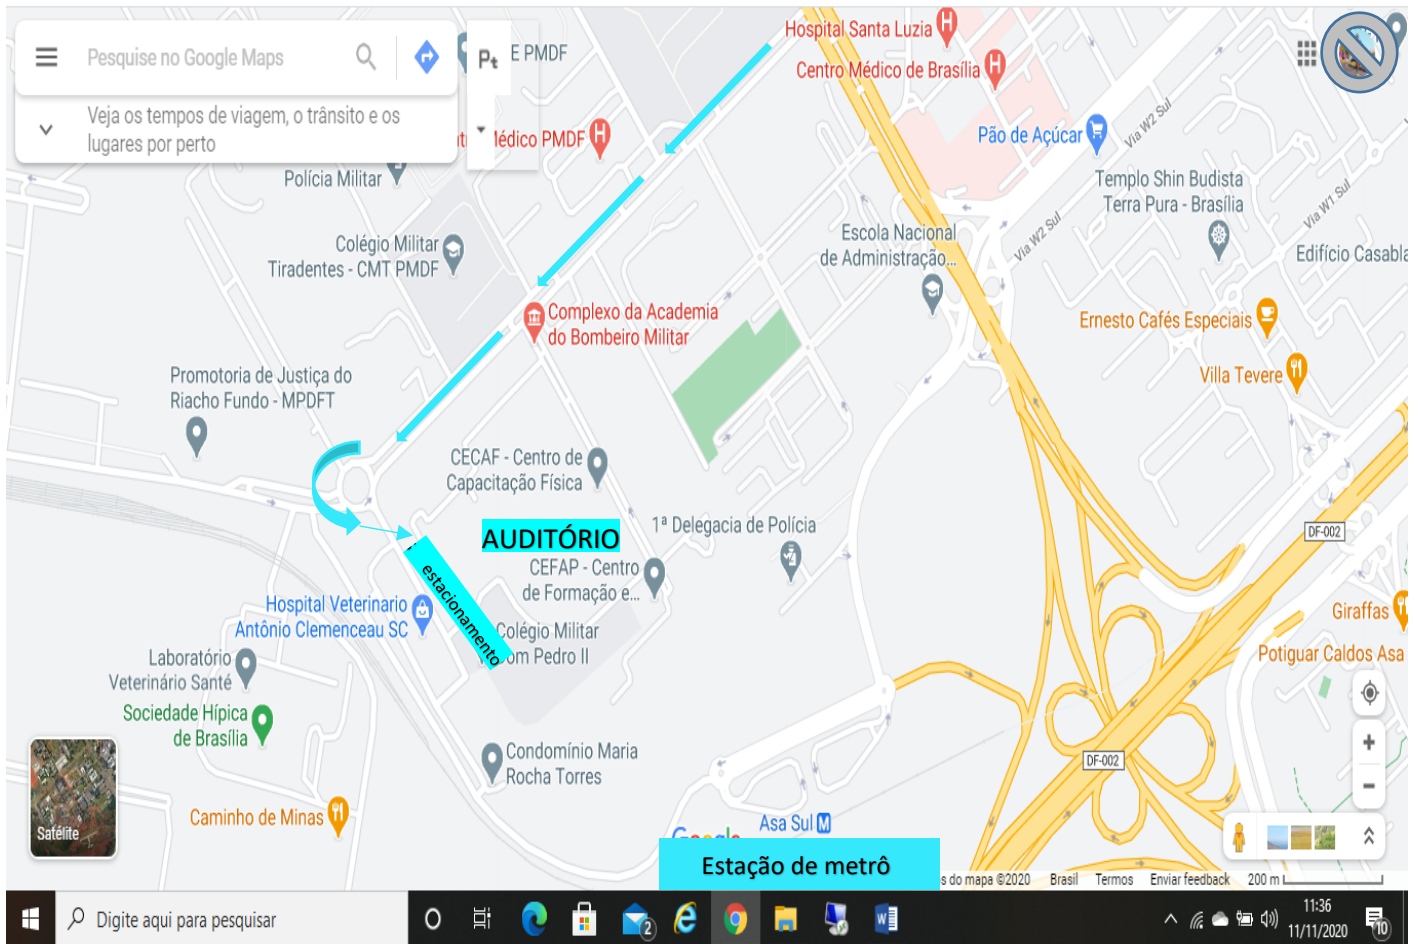 Pesquise no Google Maps
Veja os tempos de viagem, o trânsito e os
lugares por perto
E PMDF
Médico PMDF
Hospital Santa Luzia
Centro Médico de Brasília
Pão de Açúcar
Via W2 Sul
Via W2 Sul
Via W1 Sul
Templo Shin Budista
Terra Pura - Brasília
Edifício Casabla
Polícia Militar
Colégio Militar
Tiradentes - CMT PMDF
Escola Nacional
de Administração...
Complexo da Academia
do Bombeiro Militar
Ernesto Cafés Especiais
Villa Tevere
Promotoria de Justiça do
Riacho Fundo - MPDFT
CECAF - Centro de
Capacitação Física
AUDITÓRIO
1ª Delegacia de Polícia
DF-002
CEFAP - Centro
de Formação e...
estacionamento
Hospital Veterinario
Antônio Clemenceau SC
Colégio Militar
om Pedro II
Giraffas
Potiguar Caldos Asa
Laboratório
Veterinário Santé
Sociedade Hípica
de Brasília
Condomínio Maria
Rocha Torres
DF-002
Caminho de Minas
Satélite
Asa Sul M
Google
Estação de metrô
s do mapa ©2020 Brasil Termos Enviar feedback 200 m
Digite aqui para pesquisar
2
11:36
11/11/2020
10